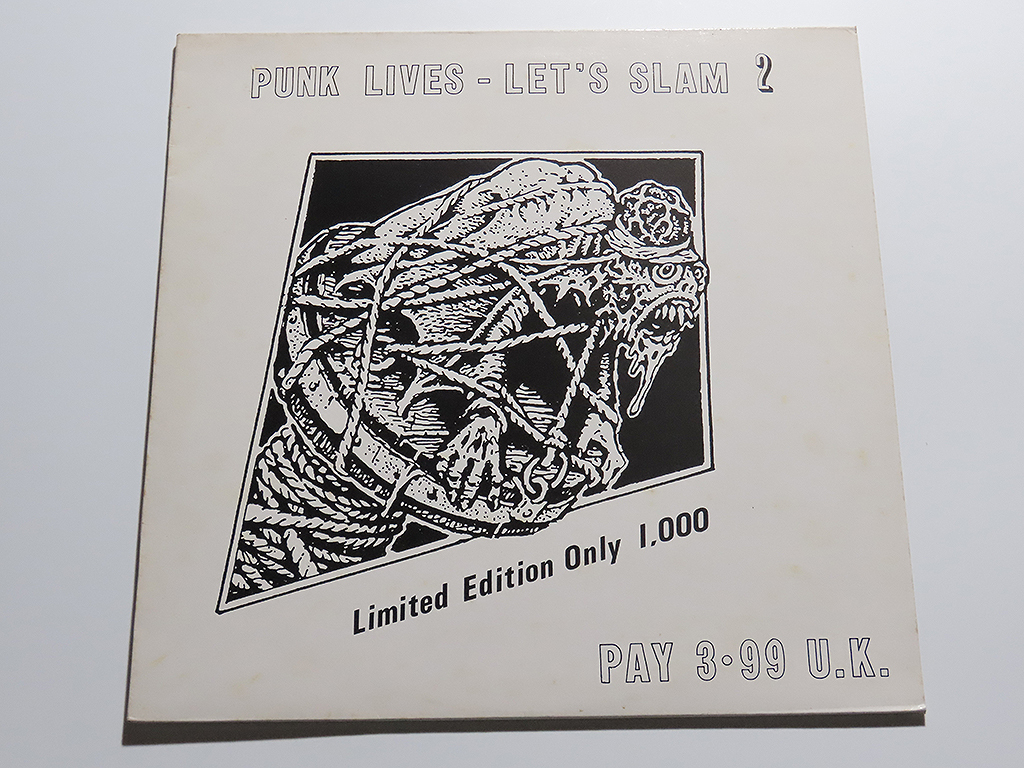 PUNK LIVES - LET'S SLAM 2
Limited Edition Only 1,000
PAY 3·99 U.K.